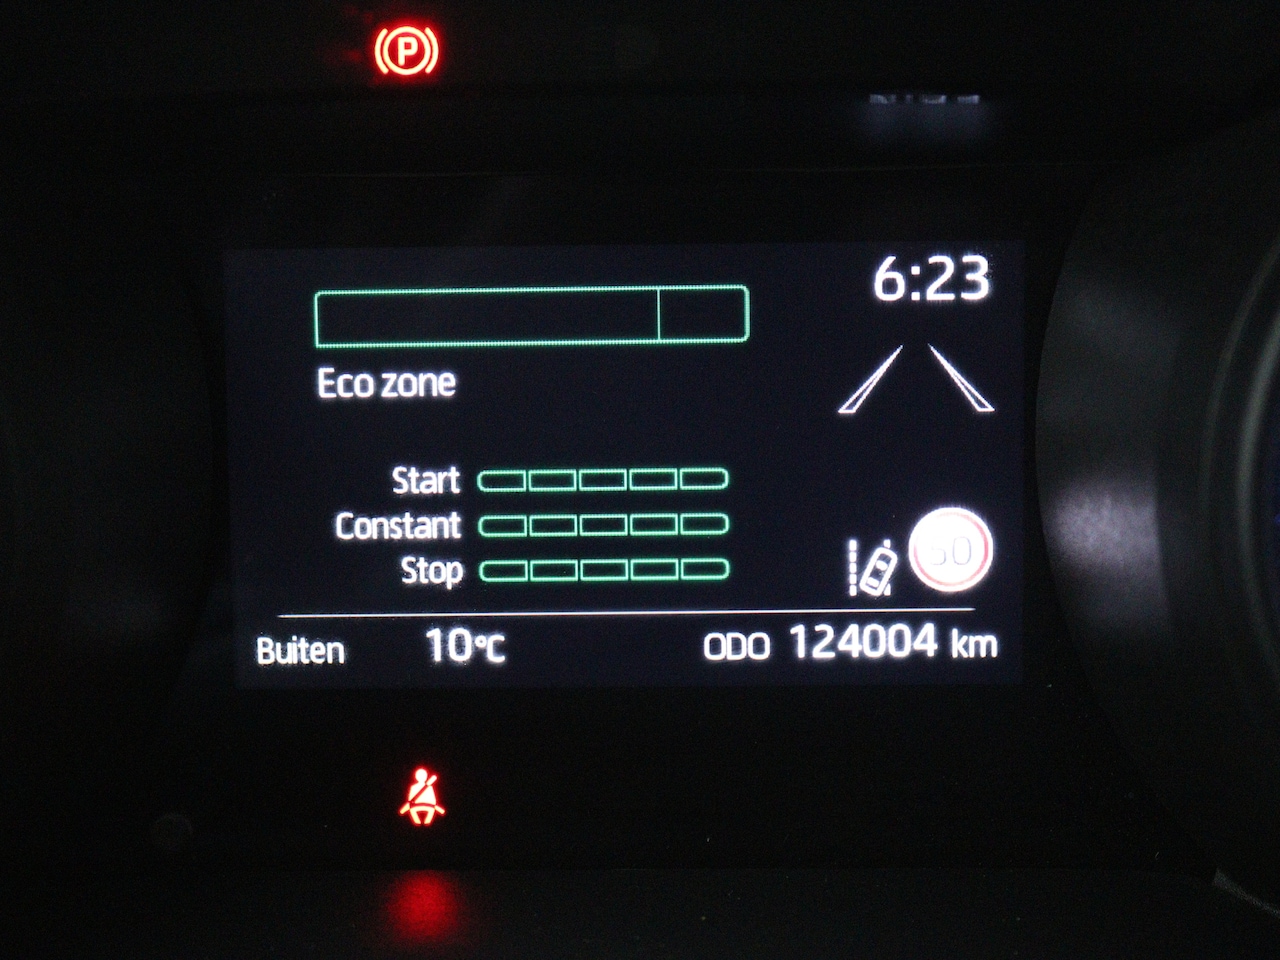 P
6:23
Eco zone
Start
Constant
Stop
Buiten 10°C ODO 124004 km